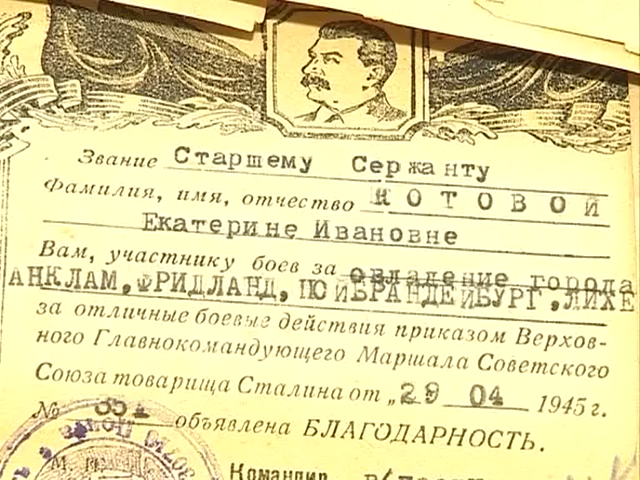 Звание Старшему Сержанту
Фамилия, имя, отчество КОТОВОЙ
Екатерине Ивановне
Вам, участнику боев за овладение города
АНКЛАМ, ФРИДЛАНД,
за отличные боевые действия приказом Верхов-
ного Главнокомандующего Маршала Советского
Союза товарища Сталина от „29 04 1945 г.
№ объявлена БЛАГОДАРНОСТЬ.
Командир